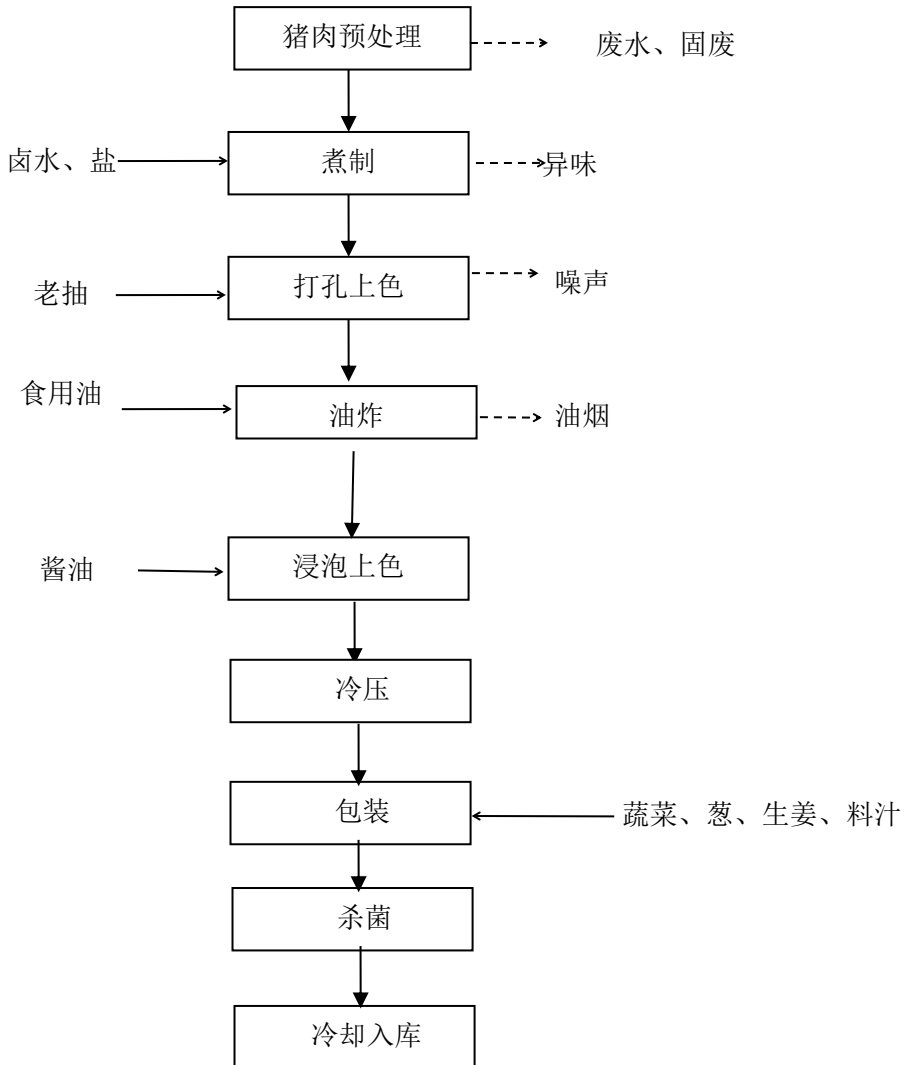 猪肉预处理
废水、固废
卤水、盐
煮制
异味
老抽
打孔上色
噪声
食用油
油炸
油烟
酱油
浸泡上色
冷压
包装
蔬菜、葱、生姜、料汁
杀菌
冷却入库